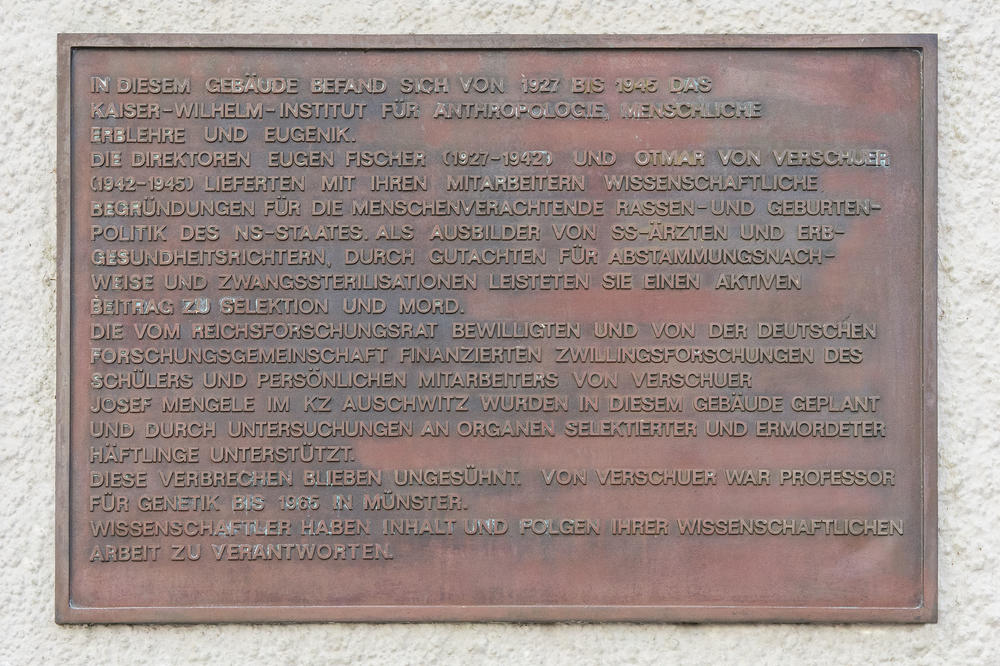 IN DIESEM GEBÄUDE BEFAND SICH VON 1927 BIS 1945 DAS
KAISER-WILHELM-INSTITUT FÜR ANTHROPOLOGIE, MENSCHLICHE
ERBLEHRE UND EUGENIK.
DIE DIREKTOREN EUGEN FISCHER (1927-1942) UND OTMAR VON VERSCHUER
(1942-1945) LIEFERTEN MIT IHREN MITARBEITERN WISSENSCHAFTLICHE
BEGRÜNDUNGEN FÜR DIE MENSCHENVERACHTENDE RASSEN-UND GEBURTEN-
POLITIK DES NS-STAATES. ALS AUSBILDER VON SS-ÄRZTEN UND ERB-
GESUNDHEITSRICHTERN, DURCH GUTACHTEN FÜR ABSTAMMUNGSNACH-
WEISE UND ZWANGSSTERILISATIONEN LEISTETEN SIE EINEN AKTIVEN
BEITRAG ZU SELEKTION UND MORD.
DIE VOM REICHSFORSCHUNGSRAT BEWILLIGTEN UND VON DER DEUTSCHEN
FORSCHUNGSGEMEINSCHAFT FINANZIERTEN ZWILLINGSFORSCHUNGEN DES
SCHÜLERS UND PERSÖNLICHEN MITARBEITERS VON VERSCHUER
JOSEF MENGELE IM KZ AUSCHWITZ WURDEN IN DIESEM GEBÄUDE GEPLANT
UND DURCH UNTERSUCHUNGEN AN ORGANEN SELEKTIERTER UND ERMORDETER
HÄFTLINGE UNTERSTÜTZT.
DIESE VERBRECHEN BLIEBEN UNGESÜHNT. VON VERSCHUER WAR PROFESSOR
FÜR GENETIK BIS 1965 IN MÜNSTER.
WISSENSCHAFTLER HABEN INHALT UND FOLGEN IHRER WISSENSCHAFTLICHEN
ARBEIT ZU VERANTWORTEN.